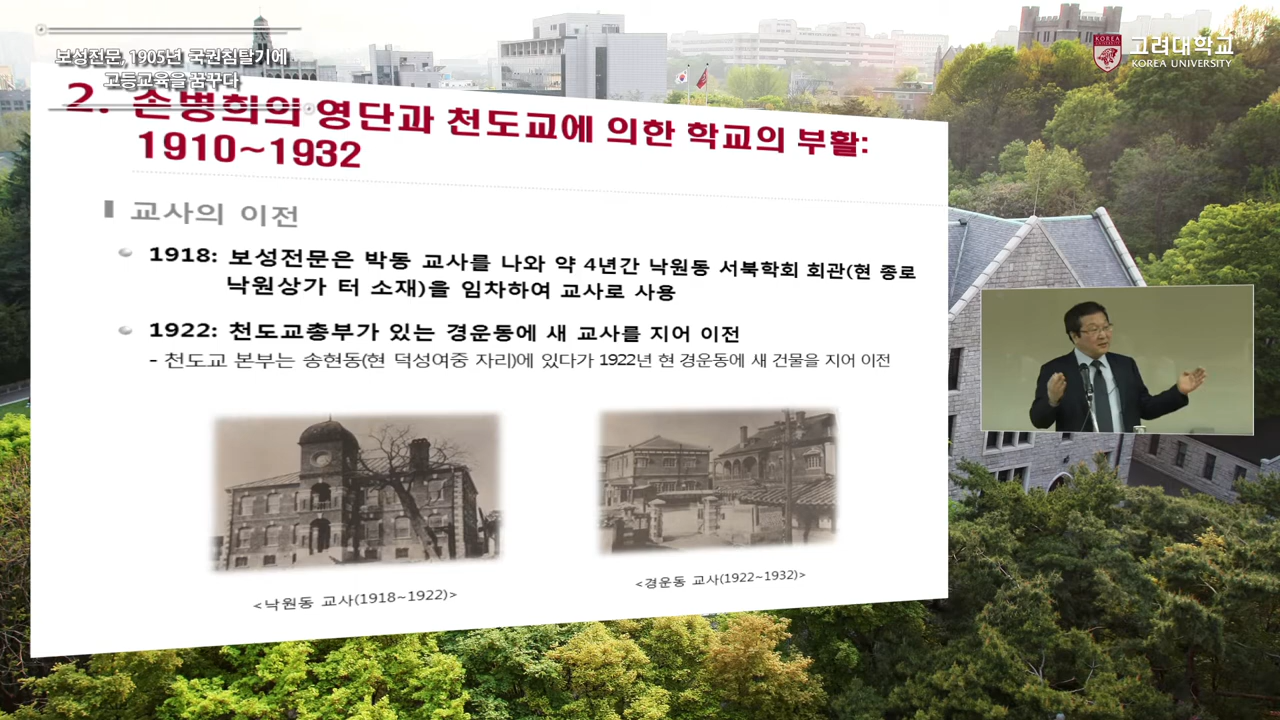 보성전문, 1905년 국권침탈기에
고등교육을 꿈꾸다
고려대학교
KOREA UNIVERSITY
KOREA
2. 손병희의 영단과 천도교에 의한 학교의 부활:
1910~1932
교사의 이전
1918: 보성전문은 박동 교사를 나와 약 4년간 낙원동 서북학회 회관(현 종로
낙원상가 터 소재)을 임차하여 교사로 사용
1922: 천도교총부가 있는 경운동에 새 교사를 지어 이전
- 천도교 본부는 송현동(현 덕성여중 자리)에 있다가 1922년 현 경운동에 새 건물을 지어 이전
<낙원동 교사(1918~1922)>
<경운동 교사(1922~1932)>